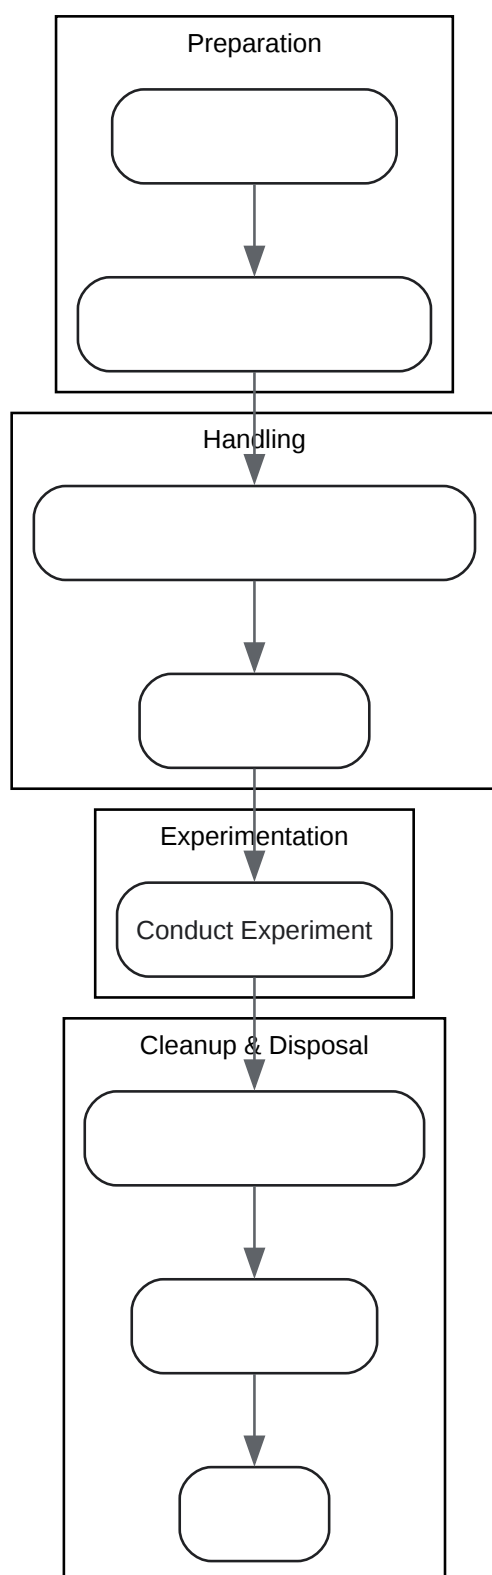 Preparation
Handling
Experimentation
Conduct Experiment
Cleanup & Disposal